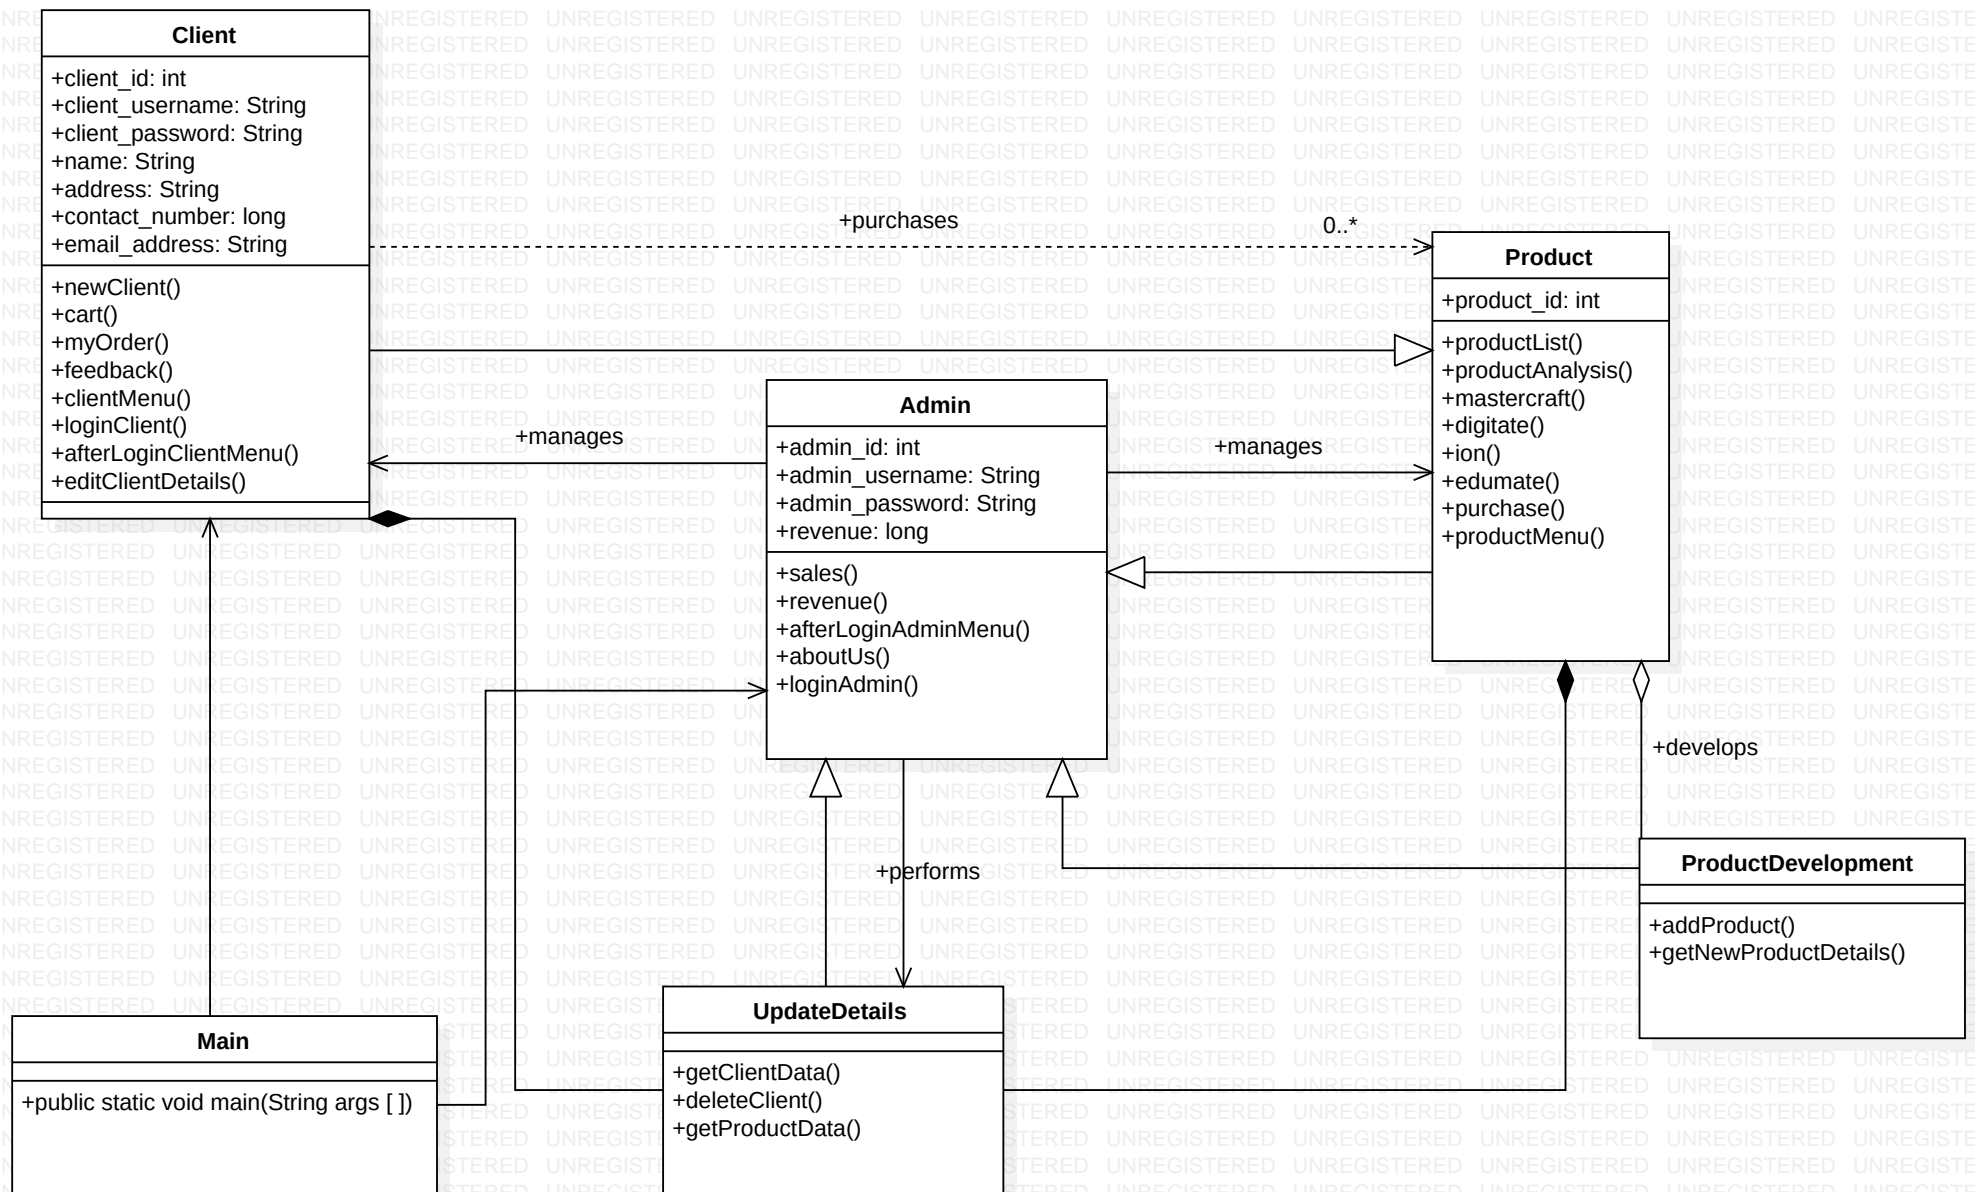 Client
+client_id: int
+client_username: String
+client_password: String
+name: String
+address: String
+contact_number: long
+email_address: String
+newClient()
+cart()
+myOrder()
+feedback()
+clientMenu()
+loginClient()
+afterLoginClientMenu()
+editClientDetails()
+purchases
0..*
Product
+product_id: int
+productList()
+productAnalysis()
+mastercraft()
+digitate()
+ion()
+edumate()
+purchase()
+productMenu()
+manages
Admin
+admin_id: int
+admin_username: String
+admin_password: String
+revenue: long
+sales()
+revenue()
+afterLoginAdminMenu()
+aboutUs()
+loginAdmin()
+manages
+develops
+performs
ProductDevelopment
+addProduct()
+getNewProductDetails()
Main
+public static void main(String args [ ])
UpdateDetails
+getClientData()
+deleteClient()
+getProductData()
UNREGISTERED